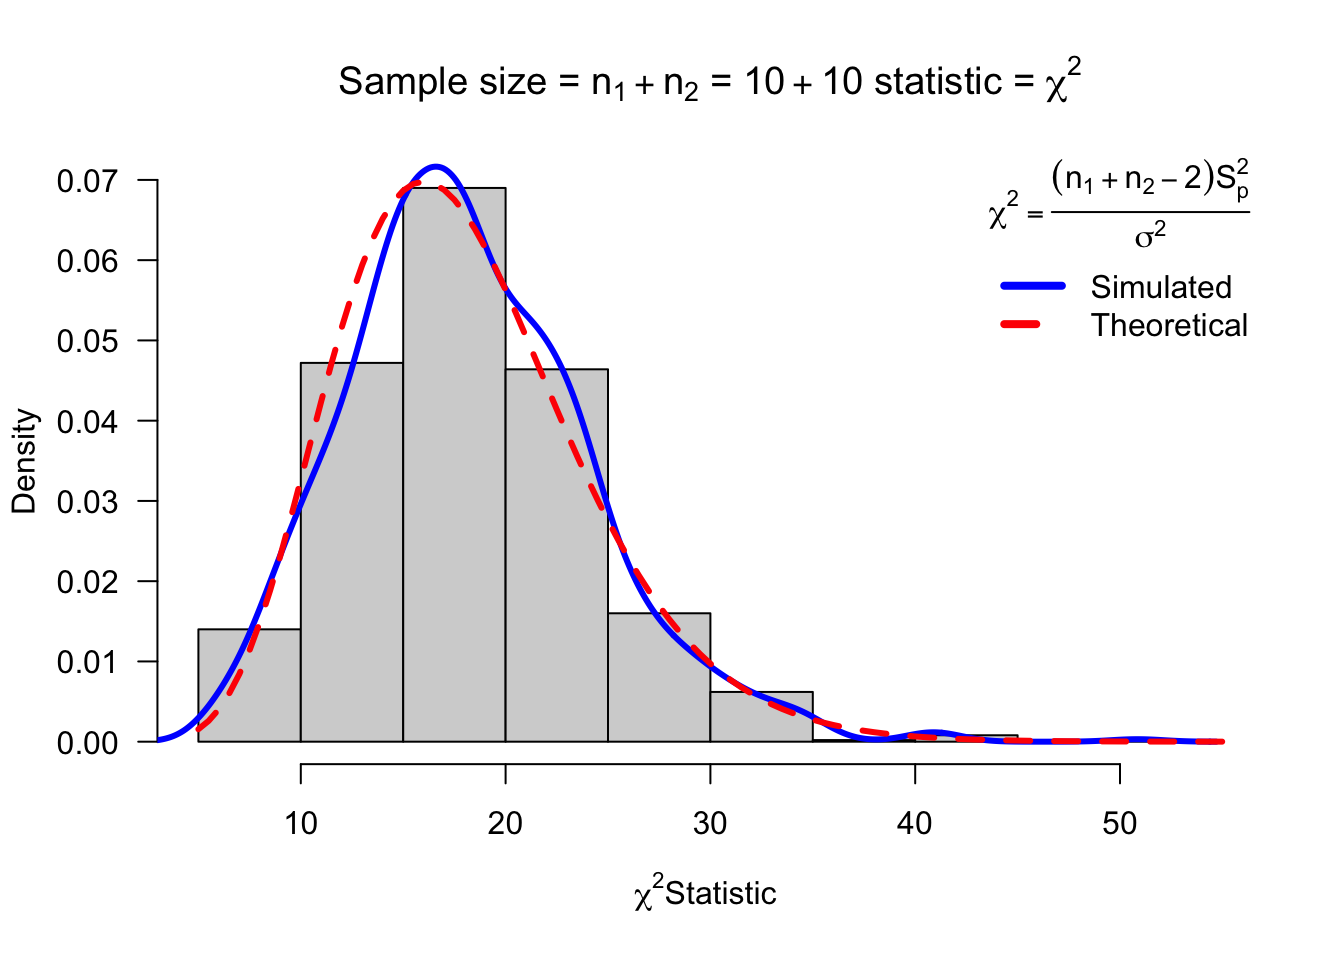 Sample size = n₁ + n₂ = 10 + 10 statistic = χ²
χ² = (n₁ + n₂ − 2)S²ₚ / σ²
Simulated
Theoretical
Density
0.07
0.06
0.05
0.04
0.03
0.02
0.01
0.00
10 20 30 40 50
χ²Statistic